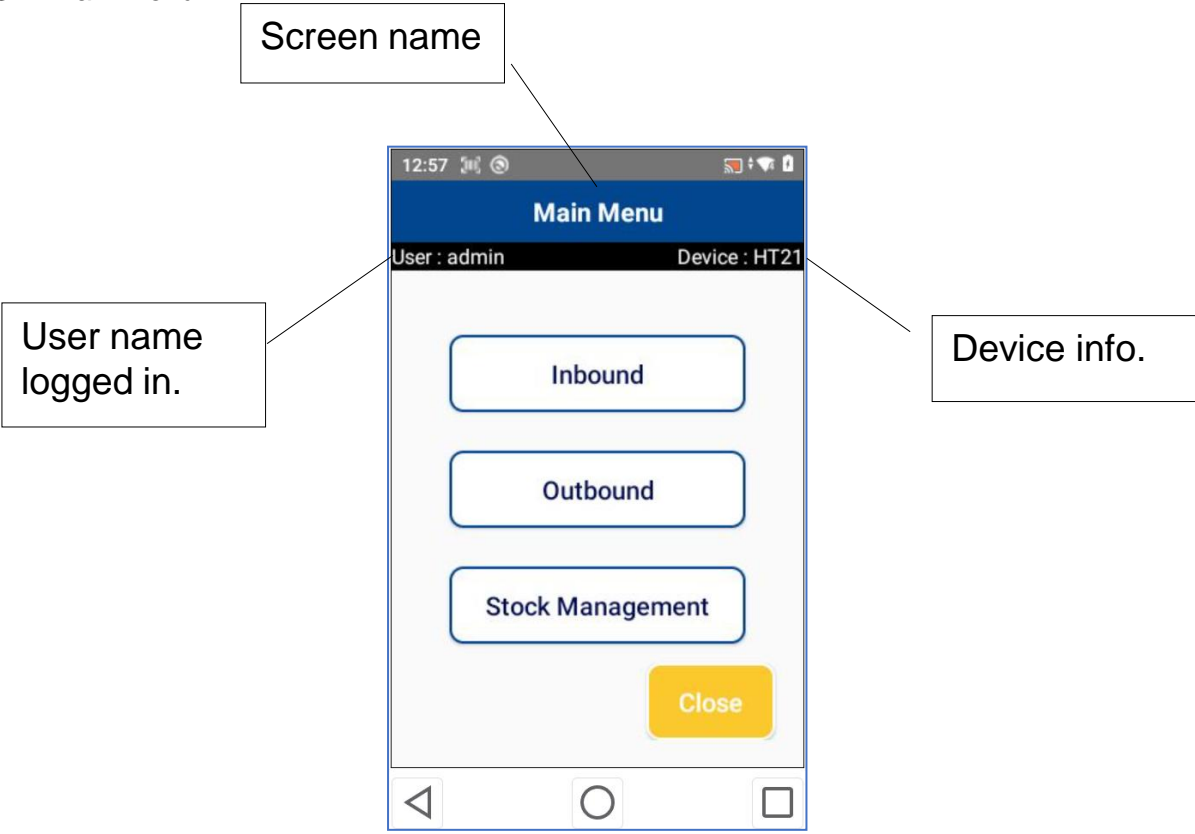 Screen name
12:57
Main Menu
User : admin
Device : HT21
User name
logged in.
Device info.
Inbound
Outbound
Stock Management
Close